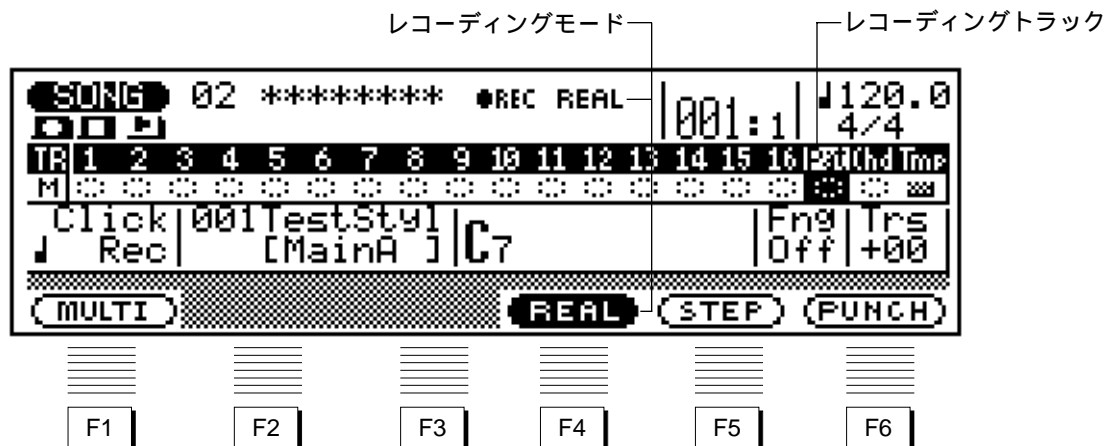 レコーディングモード
レコーディングトラック
SONG 02 ******** ●REC REAL 001:1 ♩120.0
4/4
TR 1 2 3 4 5 6 7 8 9 10 11 12 13 14 15 16 Chd Tmp
M
Click 001TestStyl C7 Fng Trs
♩ Rec [MainA ] Off +00
MULTI REAL STEP PUNCH
F1 F2 F3 F4 F5 F6